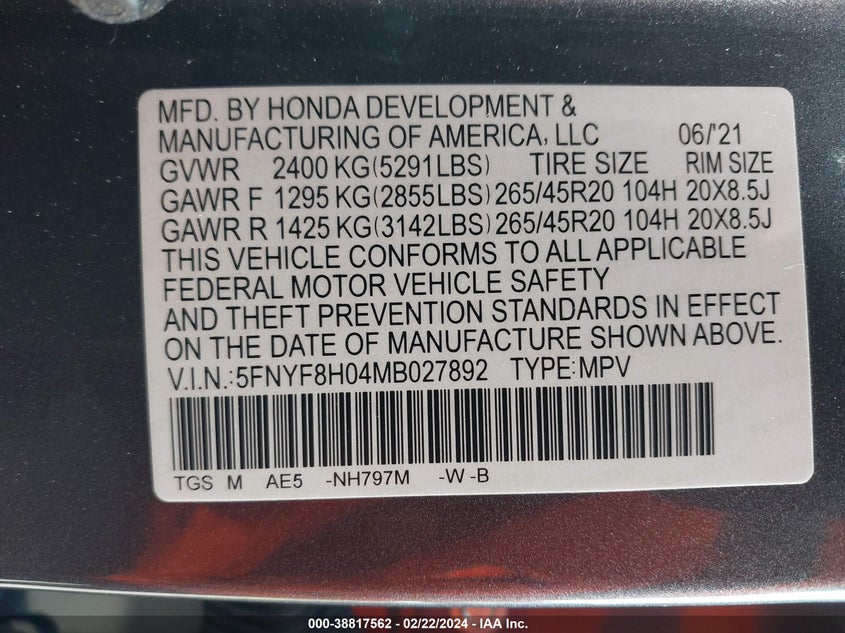 MFD. BY HONDA DEVELOPMENT &
MANUFACTURING OF AMERICA, LLC 06/'21
GVWR 2400 KG(5291LBS) TIRE SIZE RIM SIZE
GAWR F 1295 KG(2855LBS) 265/45R20 104H 20X8.5J
GAWR R 1425 KG(3142LBS) 265/45R20 104H 20X8.5J
THIS VEHICLE CONFORMS TO ALL APPLICABLE
FEDERAL MOTOR VEHICLE SAFETY
AND THEFT PREVENTION STANDARDS IN EFFECT
ON THE DATE OF MANUFACTURE SHOWN ABOVE.
V.I.N.:5FNYF8H04MB027892 TYPE:MPV
TGS M AE5 -NH797M -W -B
000-38817562 - 02/22/2024 - IAA Inc.